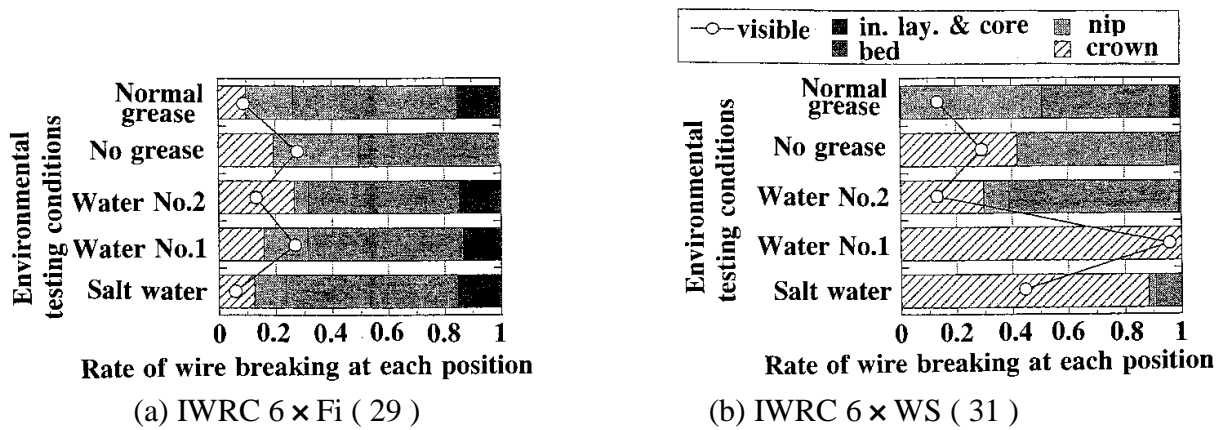 visible
in. lay. & core
nip
bed
crown
Environmental
testing conditions
Normal
grease
No grease
Water No.2
Water No.1
Salt water
0 0.2 0.4 0.6 0.8 1
Rate of wire breaking at each position
(a) IWRC 6 × Fi ( 29 )
Environmental
testing conditions
Normal
grease
No grease
Water No.2
Water No.1
Salt water
0 0.2 0.4 0.6 0.8 1
Rate of wire breaking at each position
(b) IWRC 6 × WS ( 31 )